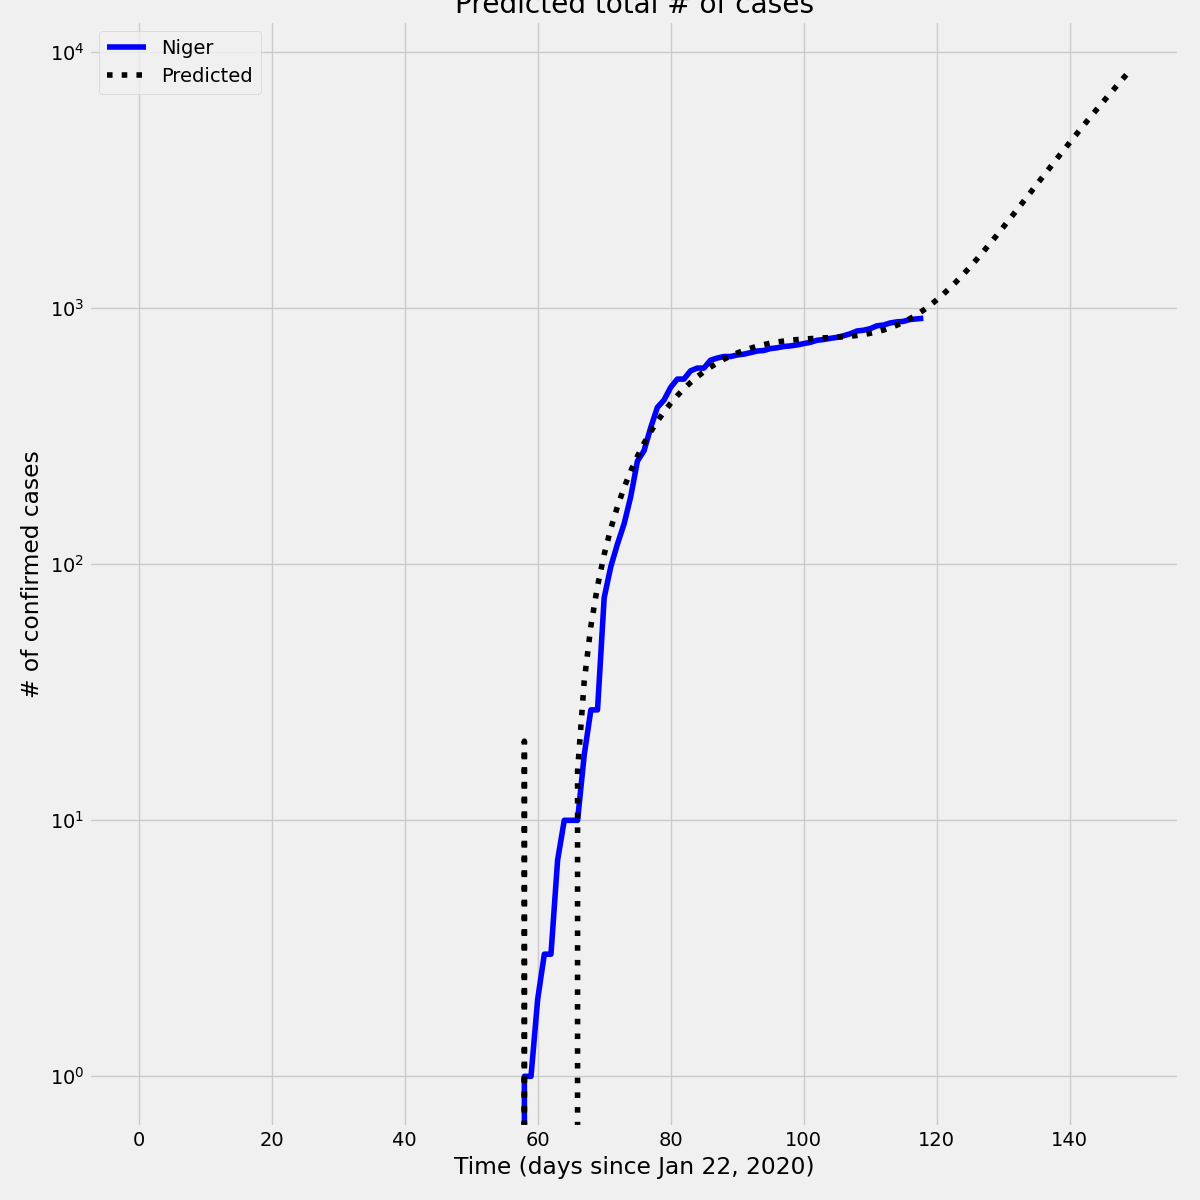 Predicted total # of cases
Niger
Predicted
10⁴
10³
10²
10¹
10⁰
# of confirmed cases
0 20 40 60 80 100 120 140
Time (days since Jan 22, 2020)